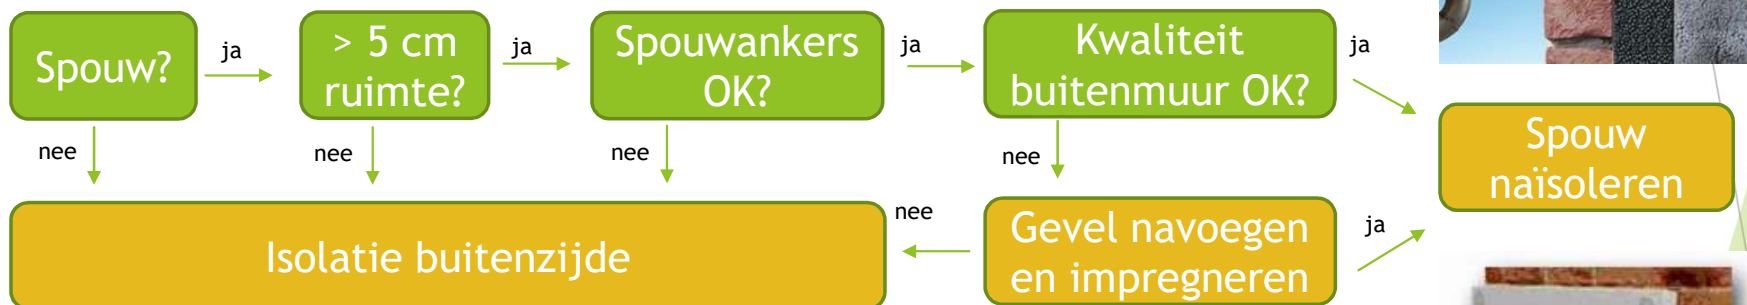 Spouw?
ja
> 5 cm
ruimte?
ja
Spouwankers
OK?
ja
Kwaliteit
buitenmuur OK?
ja
Spouw
naïsoleren
nee
nee
nee
nee
Isolatie buitenzijde
nee
Gevel navoegen
en impregneren
ja